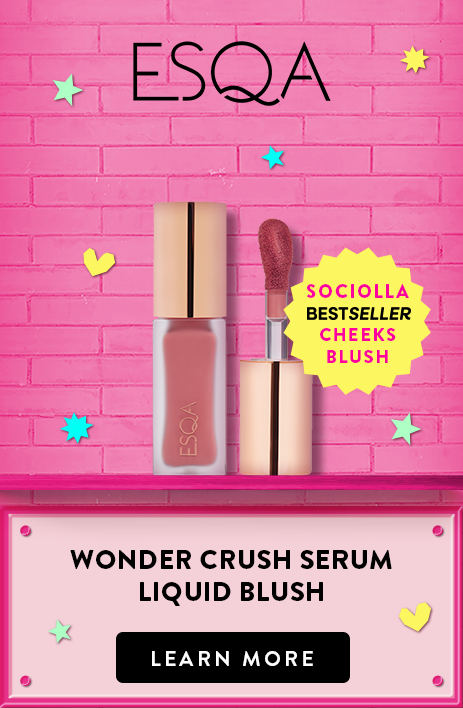 ESQA
SOCIOLLA
BESTSELLER
CHEEKS
BLUSH
ESQA
WONDER CRUSH SERUM
LIQUID BLUSH
LEARN MORE